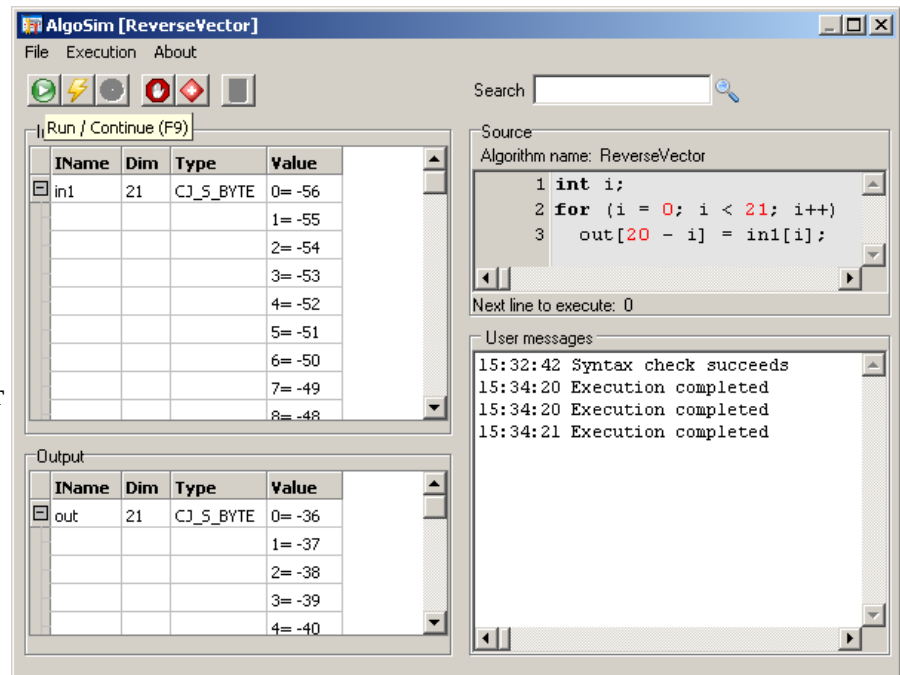 AlgoSim [ReverseVector]
File Execution About
Search
Run / Continue (F9)
IName Dim Type Value
in1 21 CJ_S_BYTE 0= -56
1= -55
2= -54
3= -53
4= -52
5= -51
6= -50
7= -49
8= -48
Output
IName Dim Type Value
out 21 CJ_S_BYTE 0= -36
1= -37
2= -38
3= -39
4= -40
Source
Algorithm name: ReverseVector
1 int i;
2 for (i = 0; i < 21; i++)
3 out[20 - i] = in1[i];
Next line to execute: 0
User messages
15:32:42 Syntax check succeeds
15:34:20 Execution completed
15:34:20 Execution completed
15:34:21 Execution completed